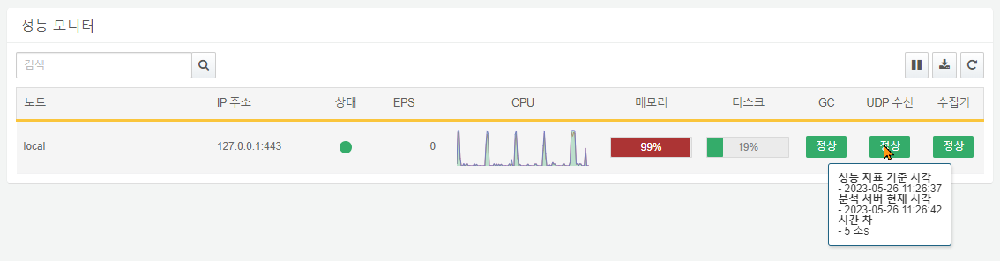 성능 모니터
검색
노드 IP 주소 상태 EPS CPU 메모리 디스크 GC UDP 수신 수집기
local 127.0.0.1:443 0 99% 19% 정상 정상 정상
성능 지표 기준 시각
- 2023-05-26 11:26:37
분석 서버 현재 시각
- 2023-05-26 11:26:42
시간 차
- 5 초s